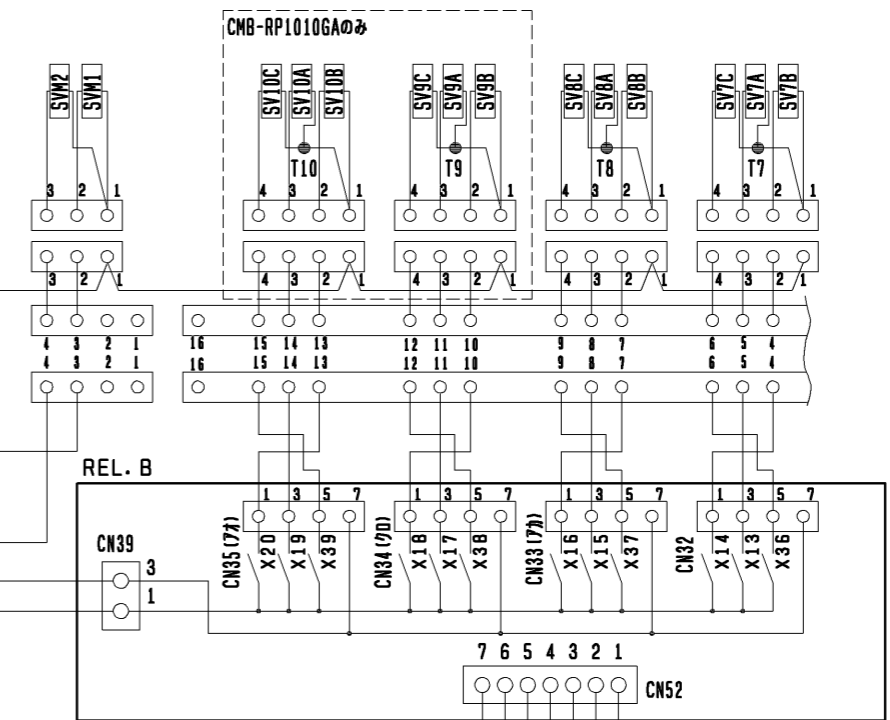 CMB-RP1010GAのみ
SVM2 SVM1 SV10C SV10A SV10B SV9C SV9A SV9B SV8C SV8A SV8B SV7C SV7A SV7B
T10 T9 T8 T7
3 2 1 4 3 2 1 4 3 2 1 4 3 2 1 4 3 2 1
3 2 1 4 3 2 1 4 3 2 1 4 3 2 1 4 3 2 1
4 3 2 1 16 15 14 13 12 11 10 9 8 7 6 5 4
4 3 2 1 16 15 14 13 12 11 10 9 8 7 6 5 4
REL. B
1 3 5 7 1 3 5 7 1 3 5 7 1 3 5 7
CN35(アオ) X20 X19 X39 CN34(クロ) X18 X17 X38 CN33(アカ) X16 X15 X37 CN32 X14 X13 X36
CN39
3
1
7 6 5 4 3 2 1
CN52